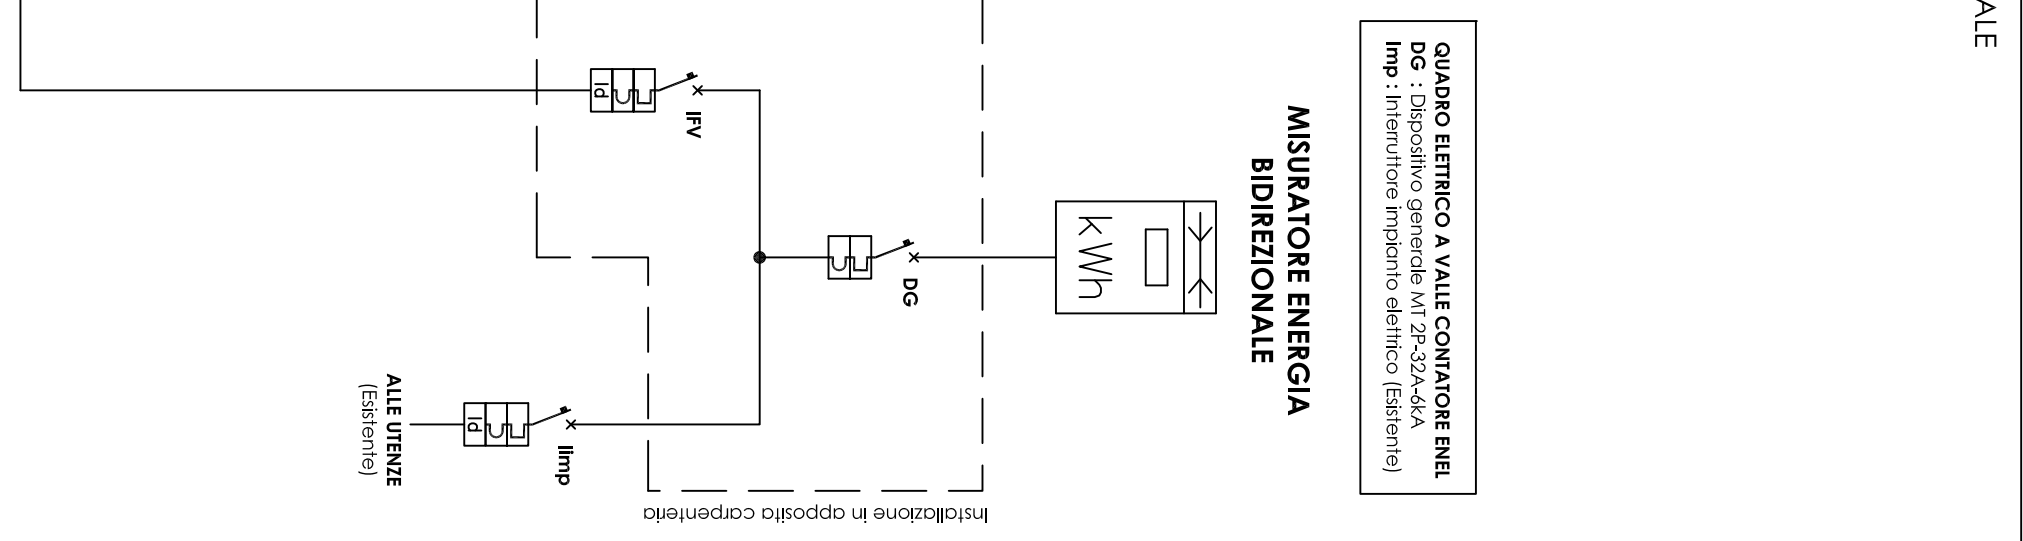 ALE
QUADRO ELETTRICO A VALLE CONTATORE ENEL
DG : Dispositivo generale MT 2P-32A-6kA
Imp : Interruttore impianto elettrico (Esistente)
MISURATORE ENERGIA
BIDIREZIONALE
kWh
DG
IFV
Id
Iimp
Id
ALLE UTENZE
(Esistente)
Installazione in apposita carpenteria